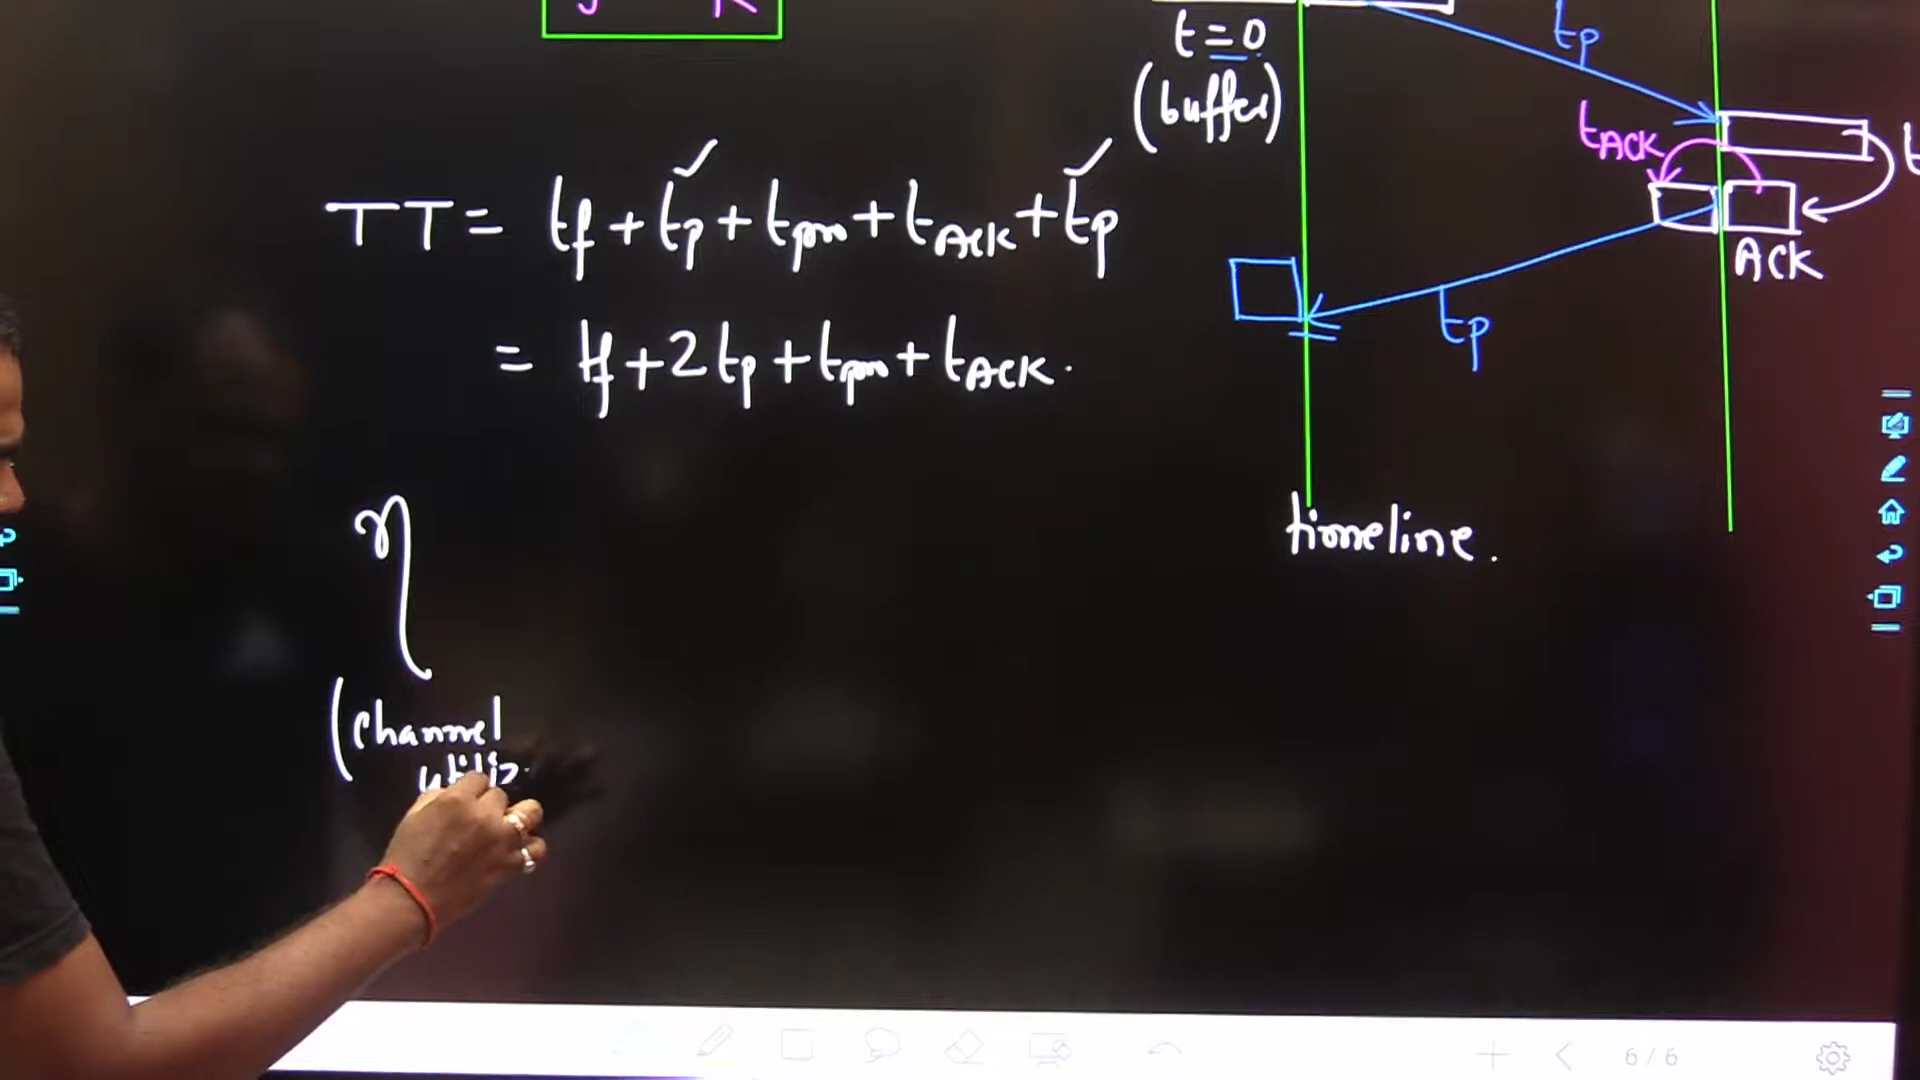 t = 0
(buffer)
tp
tACK
ACK
tp
TT = tf + tp + tpro + tACK + tp
= tf + 2tp + tpro + tACK.
timeline.
η
(channel
utiliz
6 / 6